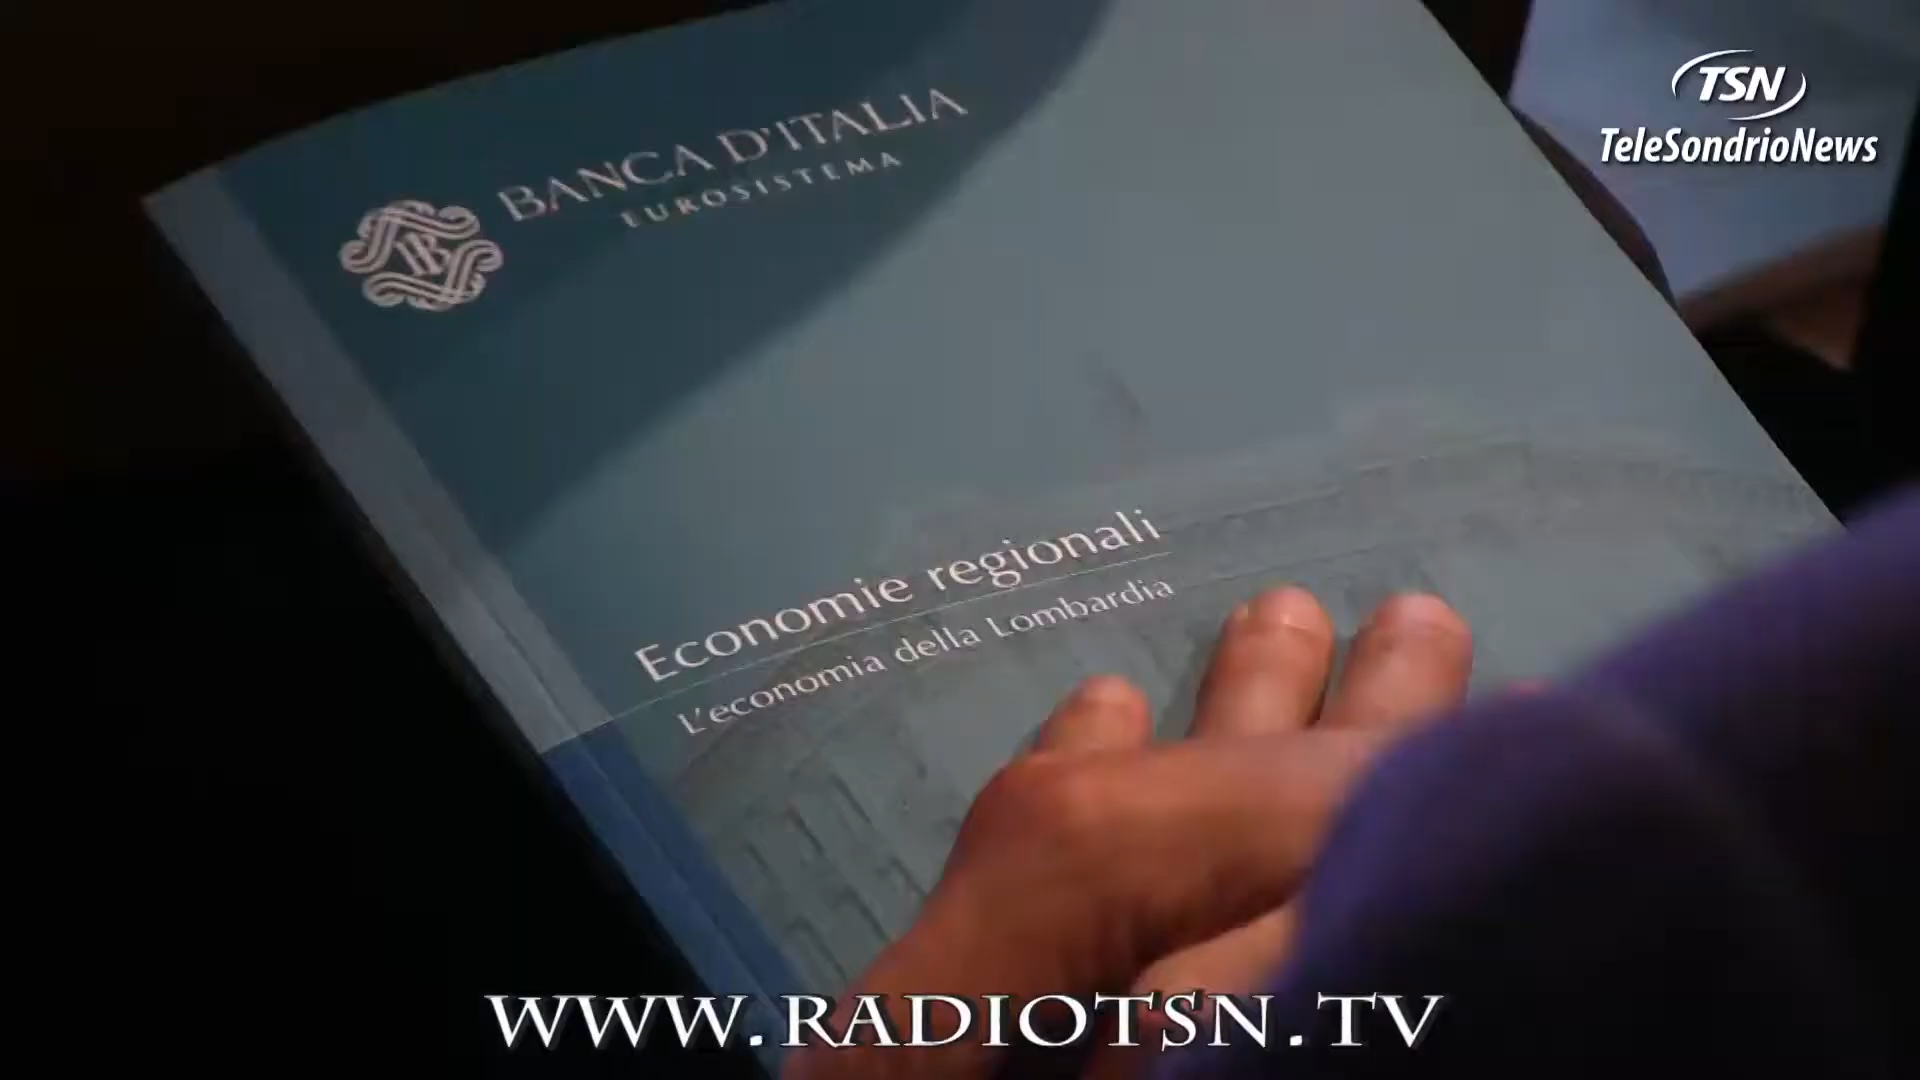 TSN
TeleSondrioNews
BANCA D'ITALIA
EUROSISTEMA
Economie regionali
L'economia della Lombardia
WWW.RADIOTSN.TV